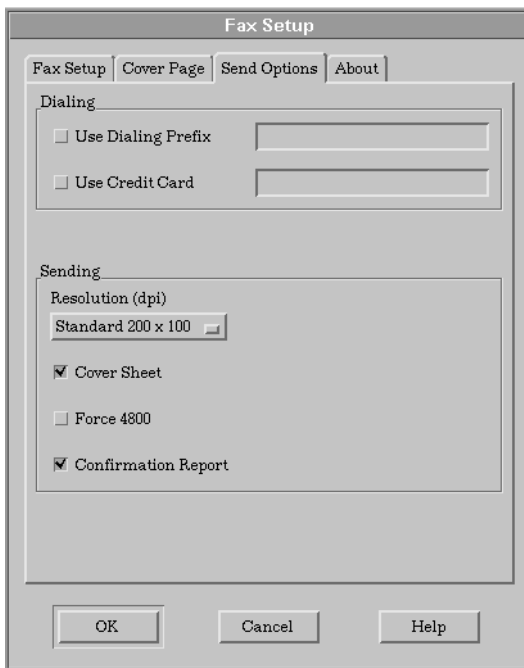 Fax Setup
Fax Setup Cover Page Send Options About
Dialing
Use Dialing Prefix
Use Credit Card
Sending
Resolution (dpi)
Standard 200 x 100
Cover Sheet
Force 4800
Confirmation Report
OK Cancel Help